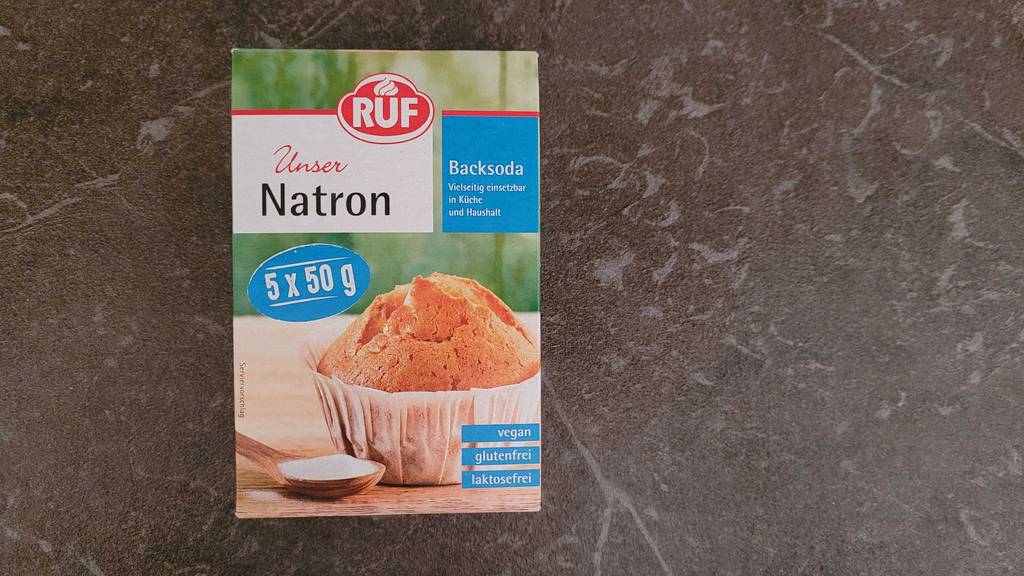 RUF
Unser
Natron
Backsoda
Vielseitig einsetzbar
in Küche
und Haushalt
5 x 50 g
Serviervorschlag
vegan
glutenfrei
laktosefrei